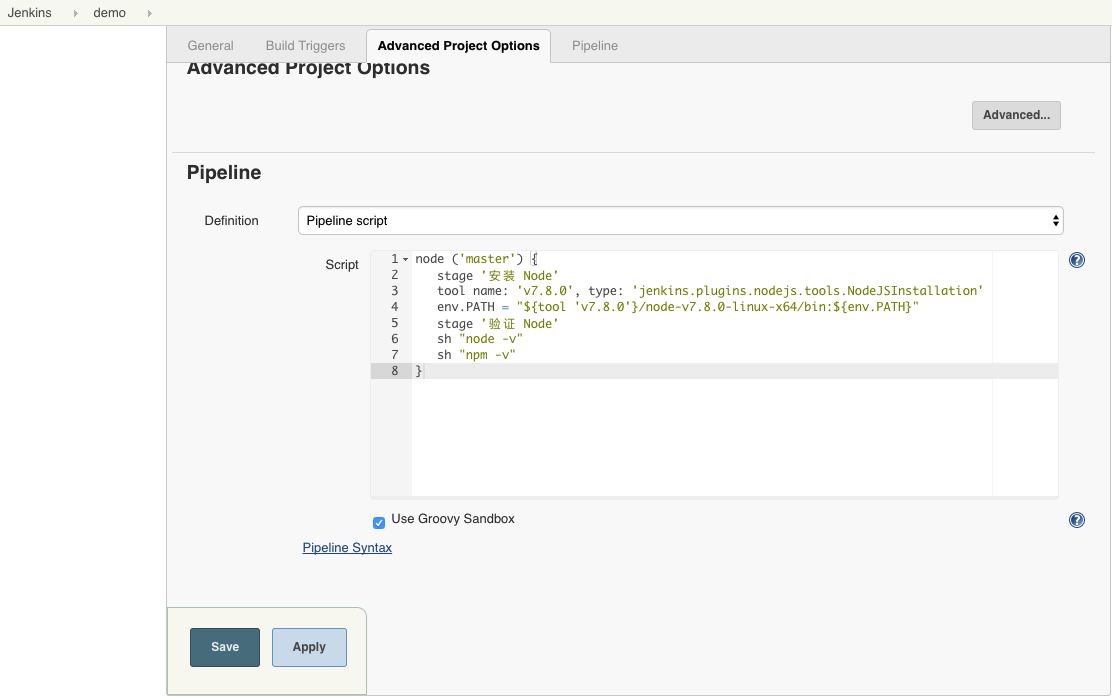 Jenkins demo
General Build Triggers Advanced Project Options Pipeline
Advanced Project Options
Advanced...
Pipeline
Definition Pipeline script
Script
1 node ('master') {
2 stage '安装 Node'
3 tool name: 'v7.8.0', type: 'jenkins.plugins.nodejs.tools.NodeJSInstallation'
4 env.PATH = "${tool 'v7.8.0'}/node-v7.8.0-linux-x64/bin:${env.PATH}"
5 stage '验证 Node'
6 sh "node -v"
7 sh "npm -v"
8 }
Use Groovy Sandbox
Pipeline Syntax
Save Apply